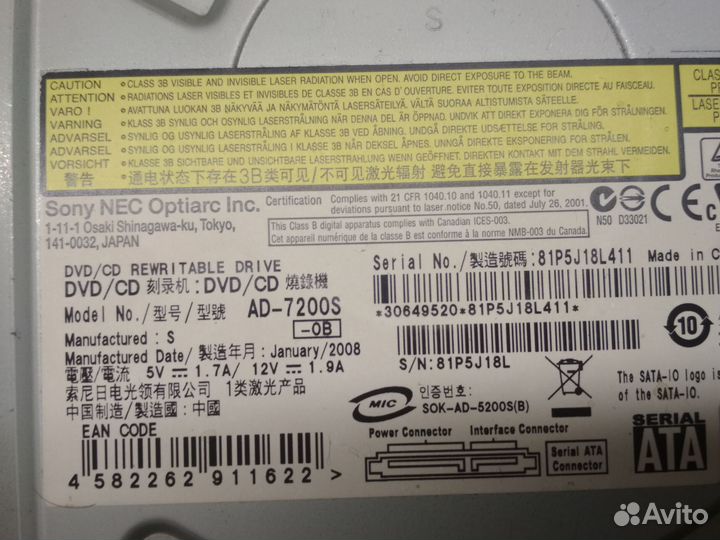 S
CAUTION • CLASS 3B VISIBLE AND INVISIBLE LASER RADIATION WHEN OPEN. AVOID DIRECT EXPOSURE TO THE BEAM.
ATTENTION • RADIATIONS LASER VISIBLES ET INVISIBLES DE CLASSE 3B EN CAS D'OUVERTURE. EVITER TOUTE EXPOSITION DIRECTE AU FAISCEAU.
VARO ! • AVATTUNA LUOKAN 3B NÄKYVÄÄ JA NÄKYMÄTÖNTÄ LASERSÄTEILYÄ. VÄLTÄ SUORAA ALTISTUMISTA SÄTEELLE.
VARNING • KLASS 3B SYNLIG OCH OSYNLIG LASERSTRÅLNING NÄR DENNA DEL ÄR ÖPPNAD. UNDVIK ATT DIREKT EXPONERA DIG FÖR STRÅLNINGEN.
ADVARSEL • SYNLIG OG USYNLIG LASERSTRÅLING AF KLASSE 3B VED ÅBNING. UNDGÅ DIREKTE UDSÆTTELSE FOR STRÅLING.
ADVARSEL • SYNLIG OG USYNLIG LASERSTRÅLING I KLASSE 3B NÅR DEKSEL ÅPNES. UNNGÅ DIREKTE EKSPONERING FOR STRÅLEN.
VORSICHT • KLASSE 3B SICHTBARE UND UNSICHTBARE LASERSTRAHLUNG WENN GEÖFFNET. DIREKTEN KONTAKT MIT DEM LASERSTRAHL VERMEIDEN.
警告 • 通电状态下存在3B类可见/不可见激光辐射 避免直接暴露在发射器光束下
CLAS
LASE
Sony NEC Optiarc Inc.
1-11-1 Osaki Shinagawa-ku, Tokyo,
141-0032, JAPAN
Certification Complies with 21 CFR 1040.10 and 1040.11 except for
deviations pursuant to laser notice No.50, dated July 26, 2001.
This Class B digital apparatus complies with Canadian ICES-003.
Cet appareil numérique de la classe B est conforme à la norme NMB-003 du Canada.
N50 D33021
DVD/CD REWRITABLE DRIVE
DVD/CD 刻录机:DVD/CD 燒錄機
Model No./型号/型號 AD-7200S
-0B
Manufactured : S
Manufacture Date/ 製造年月: January/2008
電壓/電流 5V ⎓ 1.7A/ 12V ⎓ 1.9A
索尼日电光领有限公司 1类激光产品
中国制造/製造: 中國
EAN CODE
4 582262 911622
Serial No./製造號碼:81P5J18L411 Made in C
*30649520*81P5J18L411*
S/N:81P5J18L
10
MIC
인증번호:
SOK-AD-5200S(B)
The SATA-IO logo is
Power Connector Interface Connector
Serial ATA
Connector
SERIAL
ATA
Avito